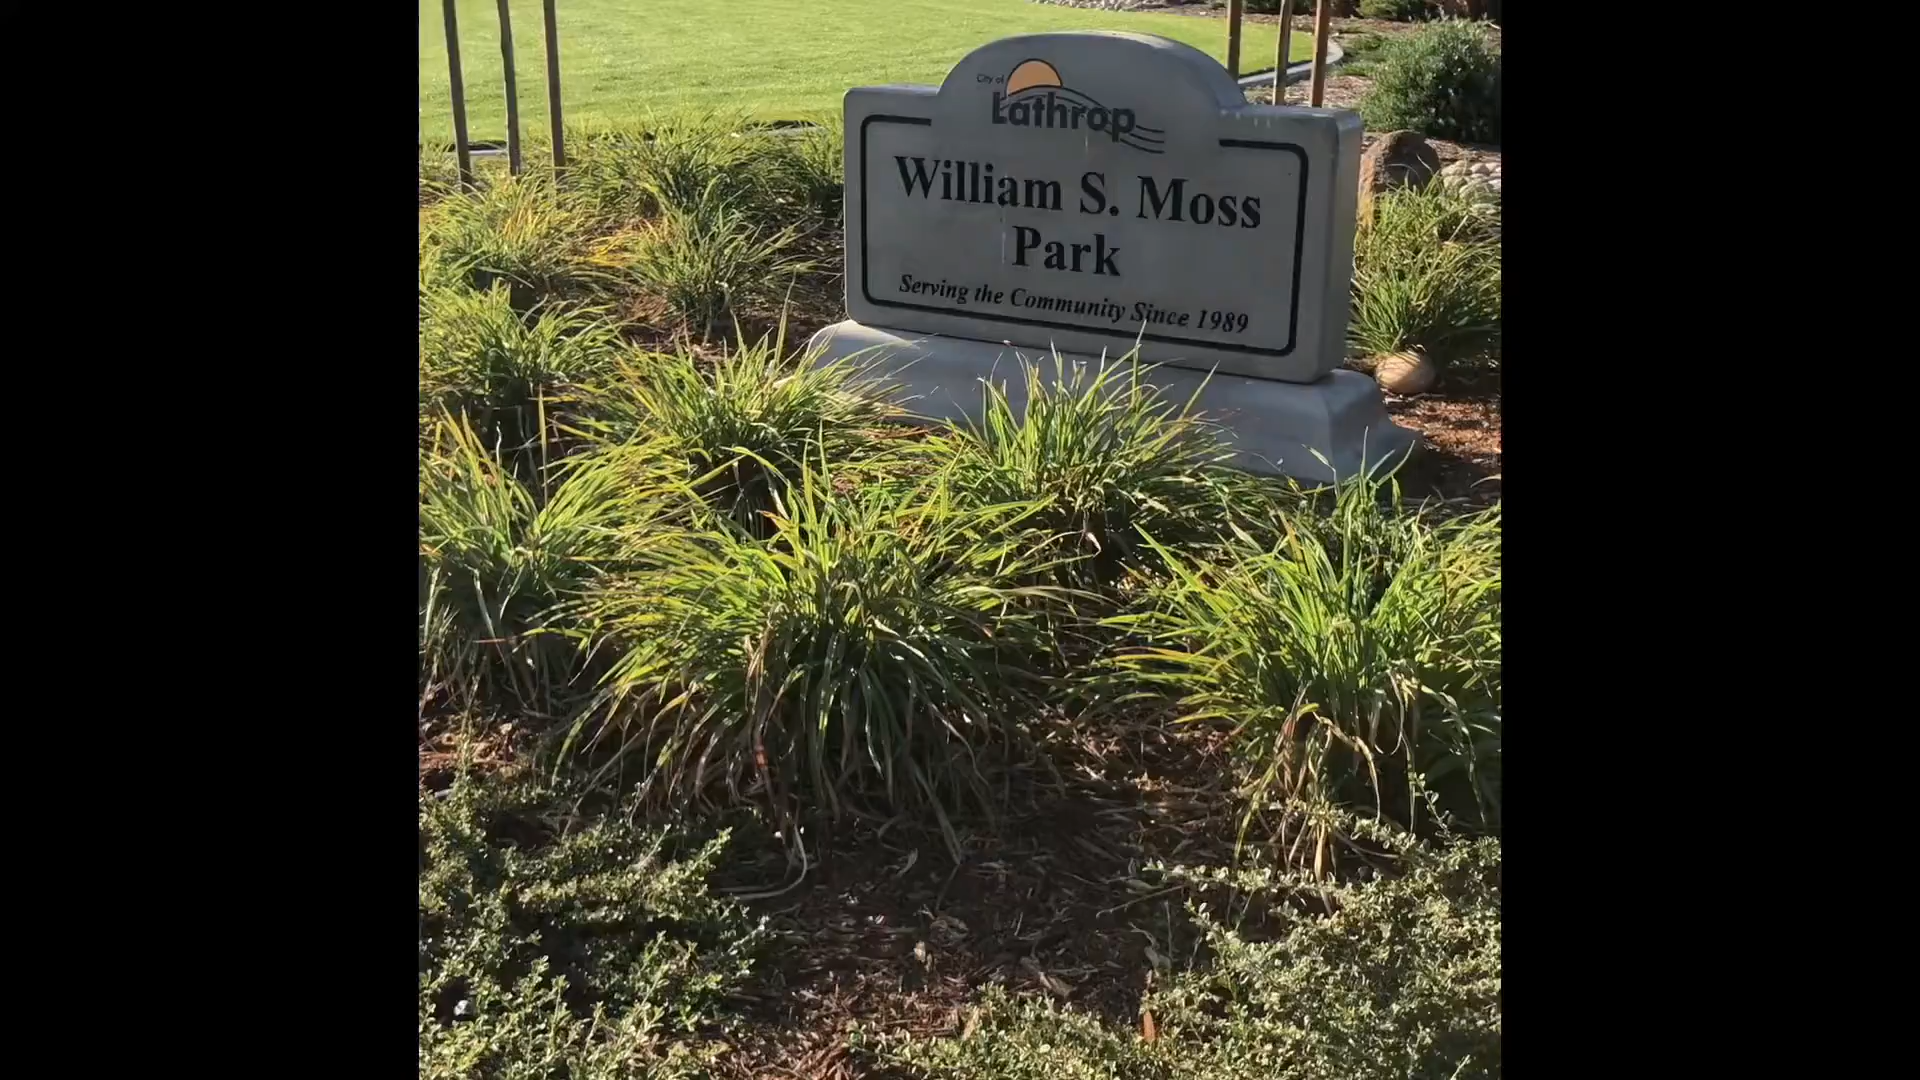 City of
Lathrop
William S. Moss
Park
Serving the Community Since 1989